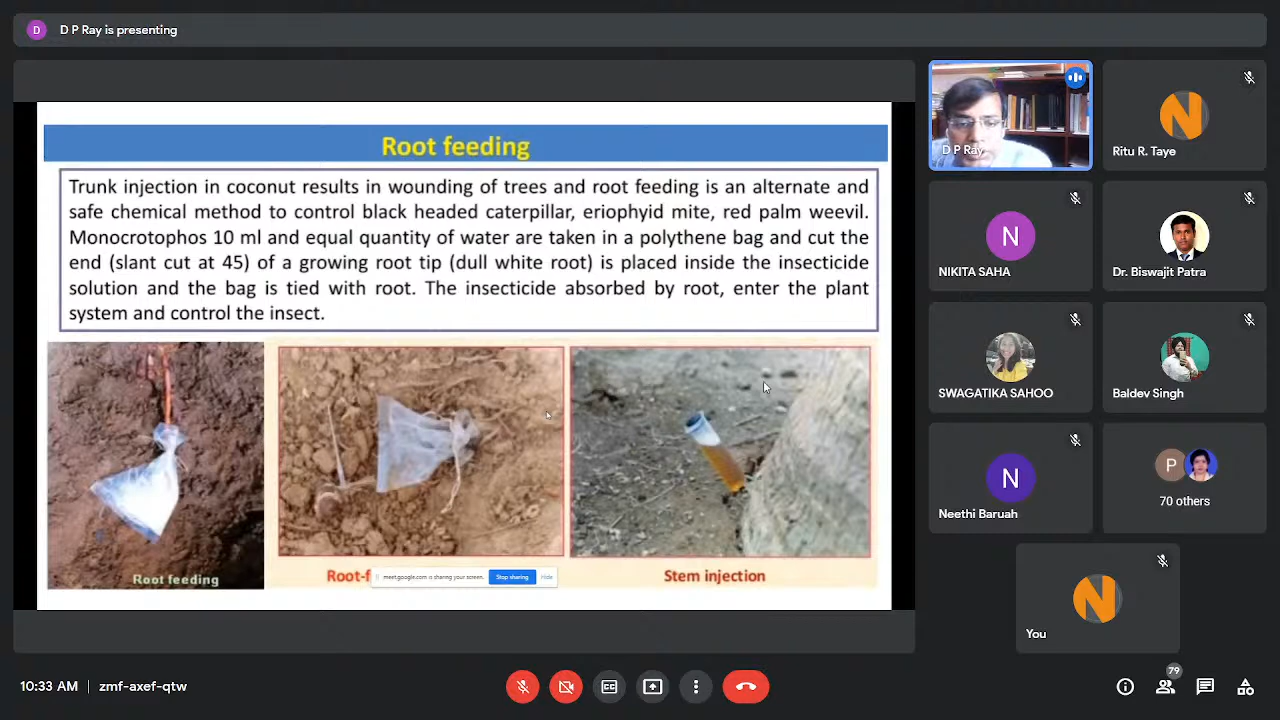 D
D P Ray is presenting
Root feeding
Trunk injection in coconut results in wounding of trees and root feeding is an alternate and
safe chemical method to control black headed caterpillar, eriophyid mite, red palm weevil.
Monocrotophos 10 ml and equal quantity of water are taken in a polythene bag and cut the
end (slant cut at 45) of a growing root tip (dull white root) is placed inside the insecticide
solution and the bag is tied with root. The insecticide absorbed by root, enter the plant
system and control the insect.
Root feeding
Root-f
meet.google.com is sharing your screen.
Stop sharing
Hide
Stem injection
D P Ray
N
Ritu R. Taye
N
NIKITA SAHA
Dr. Biswajit Patra
SWAGATIKA SAHOO
Baldev Singh
N
Neethi Baruah
P
70 others
N
You
10:33 AM | zmf-axef-qtw
79